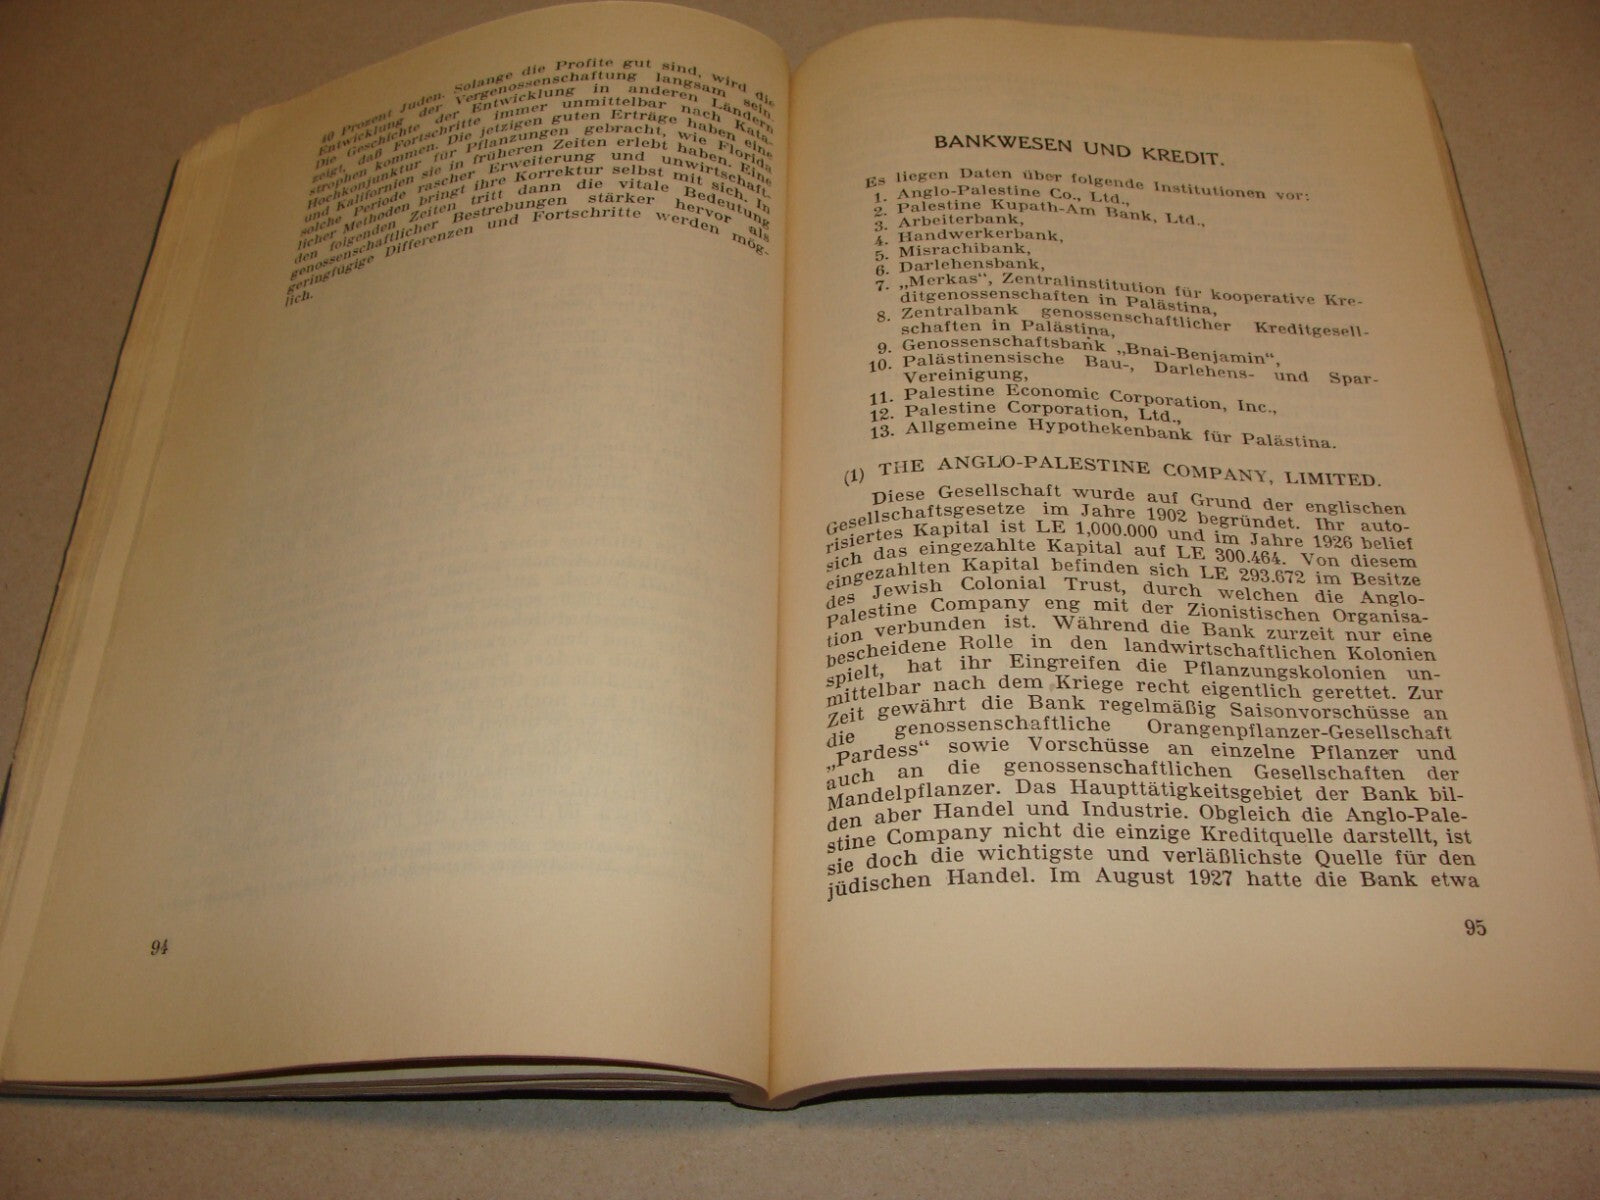 40 Prozent Juden. Solange die Profite gut sind, wird die
Entwicklung der Vergenossenschaftung langsam sein.
Die Geschichte der Entwicklung in anderen Ländern
zeigt, daß Fortschritte immer unmittelbar nach Kata-
strophen kommen. Die jetzigen guten Erträge haben eine
Hochkonjunktur für Pflanzungen gebracht, wie Florida
und Kalifornien sie in früheren Zeiten erlebt haben. Eine
solche Periode rascher Erweiterung und unwirtschaft-
licher Methoden bringt ihre Korrektur selbst mit sich. In
den folgenden Zeiten tritt dann die vitale Bedeutung
genossenschaftlicher Bestrebungen stärker hervor als
geringfügige Differenzen und Fortschritte werden mög-
lich.
94
BANKWESEN UND KREDIT.
Es liegen Daten über folgende Institutionen vor:
1. Anglo-Palestine Co., Ltd.,
2. Palestine Kupath-Am Bank, Ltd.,
3. Arbeiterbank,
4. Handwerkerbank,
5. Misrachibank,
6. Darlehensbank,
7. „Merkas“, Zentralinstitution für kooperative Kre-
ditgenossenschaften in Palästina,
8. Zentralbank genossenschaftlicher Kreditgesell-
schaften in Palästina,
9. Genossenschaftsbank „Bnai-Benjamin“,
10. Palästinensische Bau-, Darlehens- und Spar-
Vereinigung,
11. Palestine Economic Corporation, Inc.,
12. Palestine Corporation, Ltd.,
13. Allgemeine Hypothekenbank für Palästina.
(1) THE ANGLO-PALESTINE COMPANY, LIMITED.
Diese Gesellschaft wurde auf Grund der englischen
Gesellschaftsgesetze im Jahre 1902 begründet. Ihr auto-
risiertes Kapital ist LE 1,000.000 und im Jahre 1926 belief
sich das eingezahlte Kapital auf LE 300.464. Von diesem
eingezahlten Kapital befinden sich LE 293.672 im Besitze
des Jewish Colonial Trust, durch welchen die Anglo-
Palestine Company eng mit der Zionistischen Organisa-
tion verbunden ist. Während die Bank zurzeit nur eine
bescheidene Rolle in den landwirtschaftlichen Kolonien
spielt, hat ihr Eingreifen die Pflanzungskolonien un-
mittelbar nach dem Kriege recht eigentlich gerettet. Zur
Zeit gewährt die Bank regelmäßig Saisonvorschüsse an
die genossenschaftliche Orangenpflanzer-Gesellschaft
„Pardess“ sowie Vorschüsse an einzelne Pflanzer und
auch an die genossenschaftlichen Gesellschaften der
Mandelpflanzer. Das Haupttätigkeitsgebiet der Bank bil-
den aber Handel und Industrie. Obgleich die Anglo-Pale-
stine Company nicht die einzige Kreditquelle darstellt, ist
sie doch die wichtigste und verläßlichste Quelle für den
jüdischen Handel. Im August 1927 hatte die Bank etwa
95